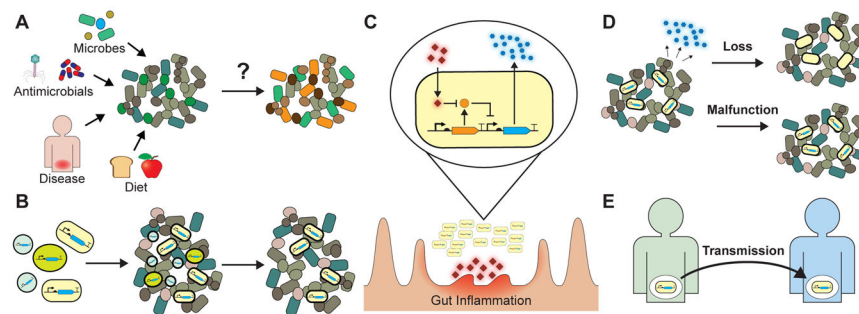 A
Microbes
Antimicrobials
Disease
Diet
?
B
C
Gut Inflammation
D
Loss
Malfunction
E
Transmission